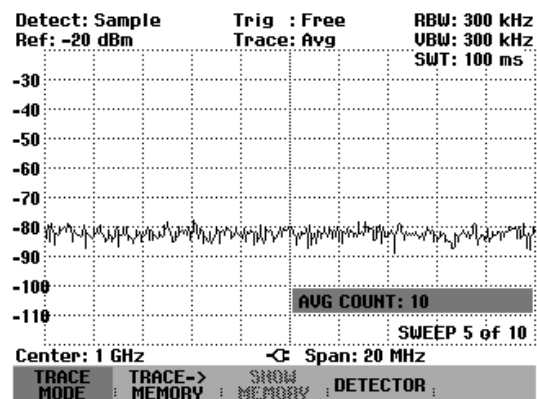 Detect: Sample Trig : Free RBW: 300 kHz
Ref: -20 dBm Trace: Avg VBW: 300 kHz
SWT: 100 ms
-30
-40
-50
-60
-70
-80
-90
-100
-110
AVG COUNT: 10
SWEEP 5 of 10
Center: 1 GHz Span: 20 MHz
TRACE MODE TRACE-> MEMORY SHOW MEMORY DETECTOR